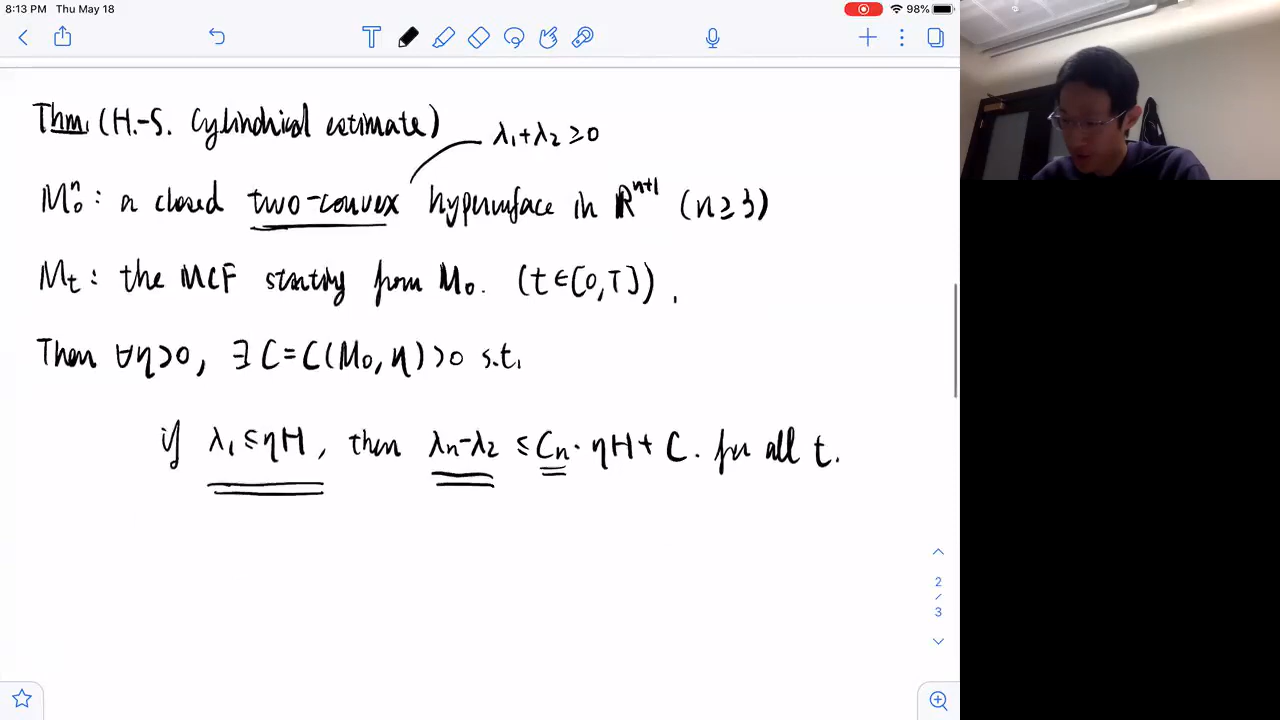 8:13 PM Thu May 18
98%
Thm. (H.-S. Cylindrical estimate)
λ₁+λ₂ ≥ 0
M₀ⁿ : a closed two-convex hypersurface in ℝⁿ⁺¹ (n ≥ 3)
Mt : the MCF starting from M₀. (t ∈ [0,T]).
Then ∀η>0, ∃ C = C(M₀, η) > 0 s.t.
if λ₁ ≤ ηH, then λn-λ₂ ≤ Cn · ηH + C. for all t.
2
/
3